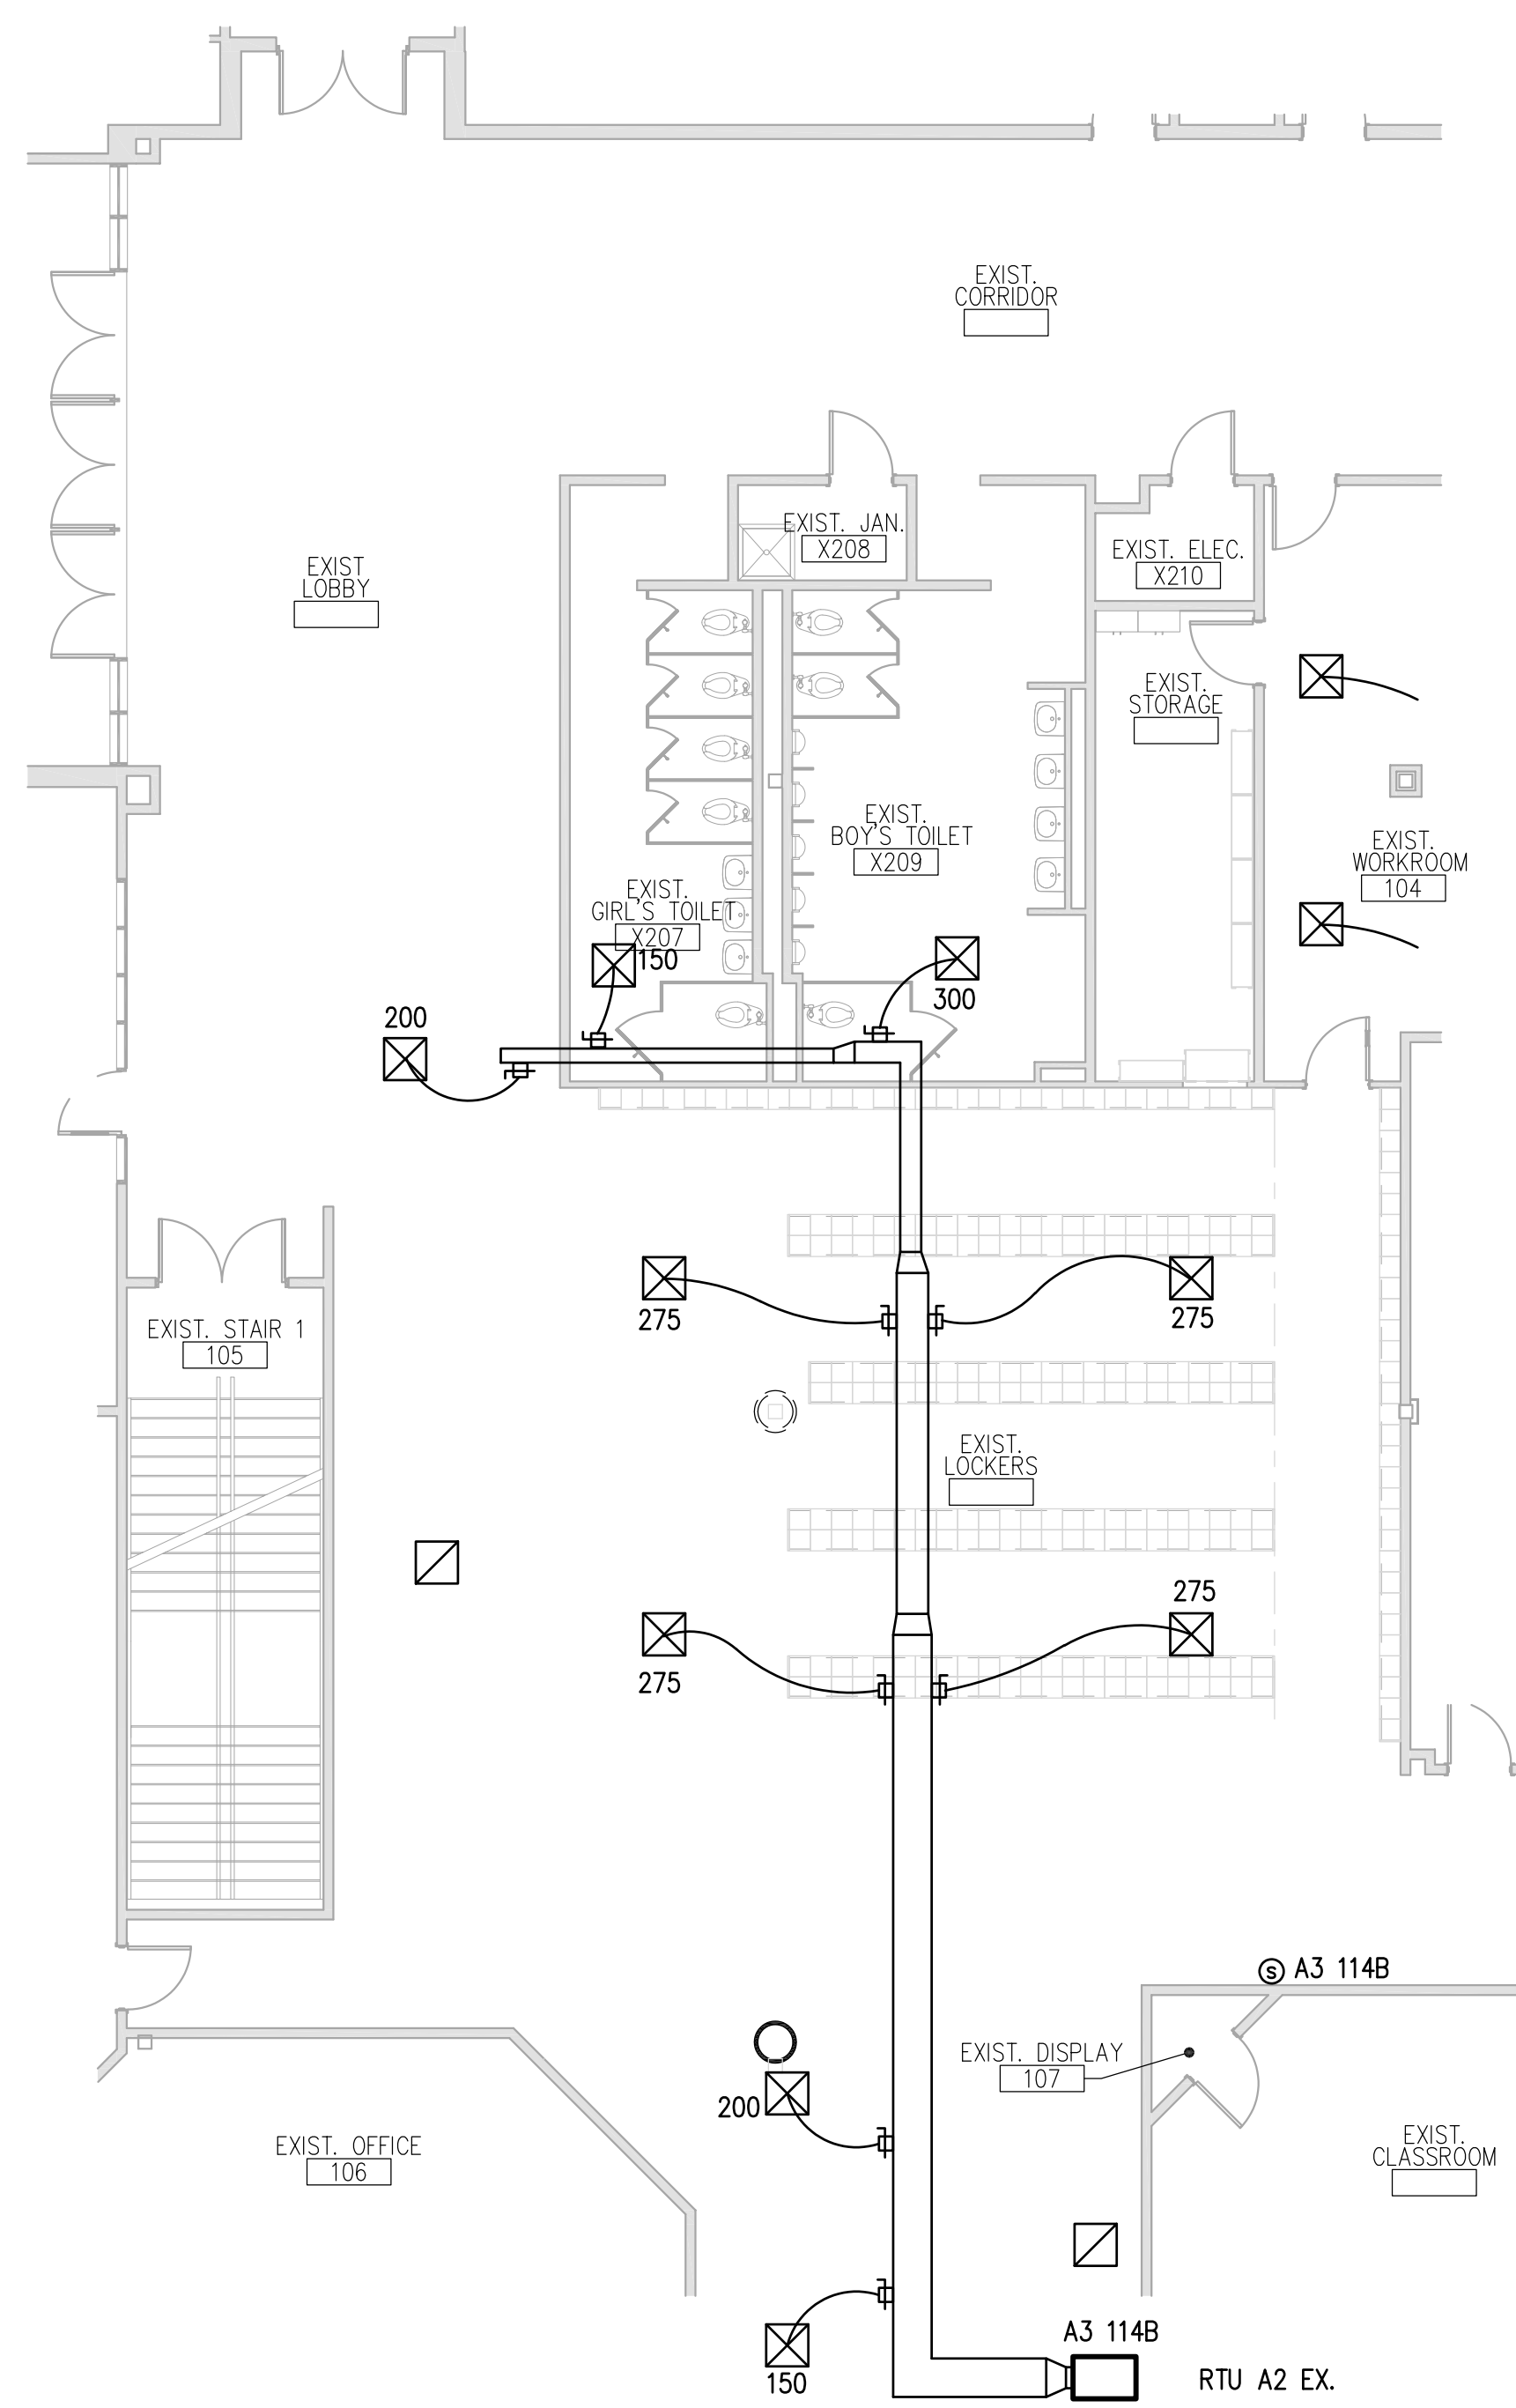 EXIST.
CORRIDOR
EXIST. JAN.
X208
EXIST. ELEC.
X210
EXIST
LOBBY
EXIST.
STORAGE
EXIST.
BOY'S TOILET
X209
EXIST.
WORKROOM
104
EXIST.
GIRL'S TOILET
X207
150
300
200
275
275
EXIST. STAIR 1
105
EXIST.
LOCKERS
275
275
S A3 114B
EXIST. DISPLAY
107
200
EXIST. OFFICE
106
EXIST.
CLASSROOM
A3 114B
150
RTU A2 EX.